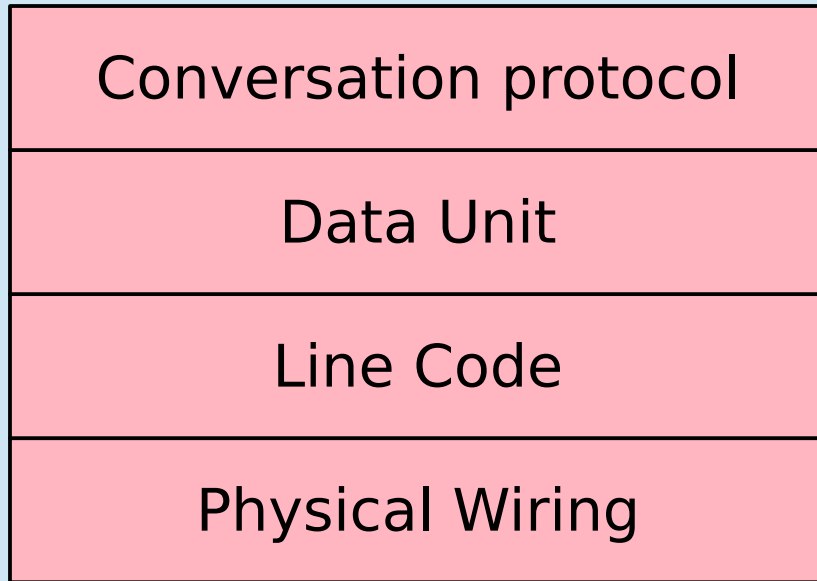 Conversation protocol
Data Unit
Line Code
Physical Wiring